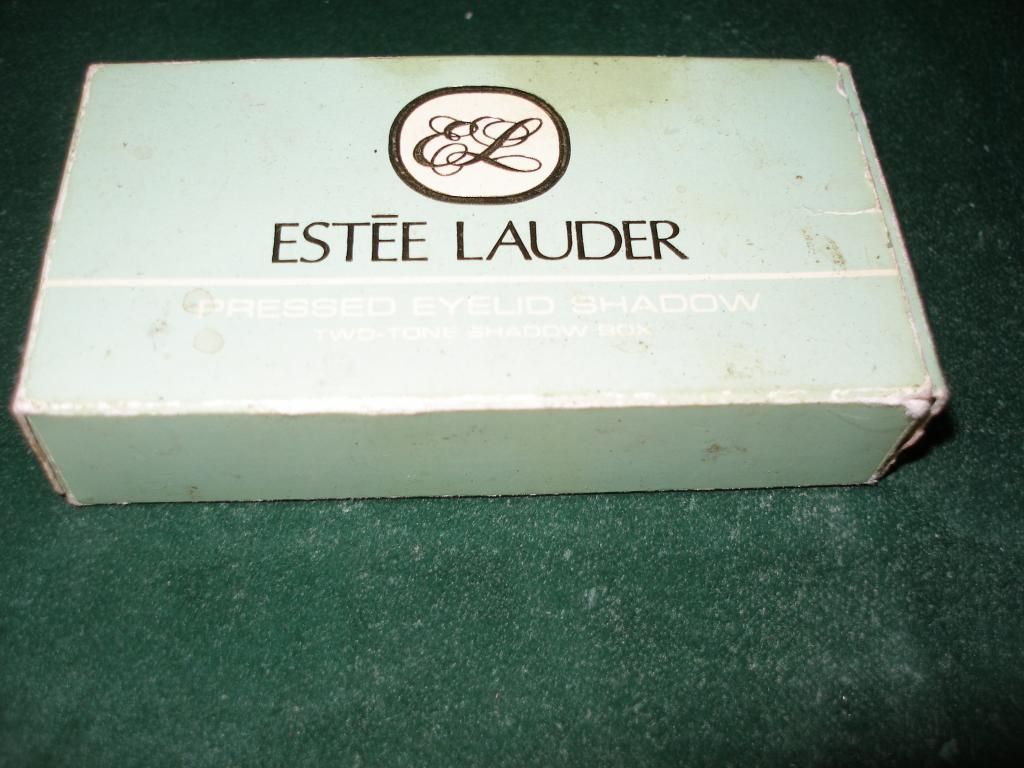 EL
ESTĒE LAUDER
PRESSED EYELID SHADOW
TWO-TONE SHADOW BOX